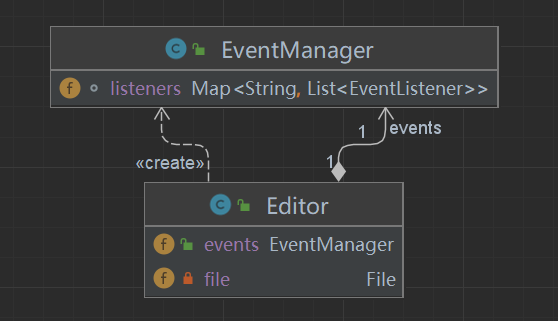 C EventManager
f listeners Map<String, List<EventListener>>
1 events
«create»
1
C Editor
f events EventManager
f file File